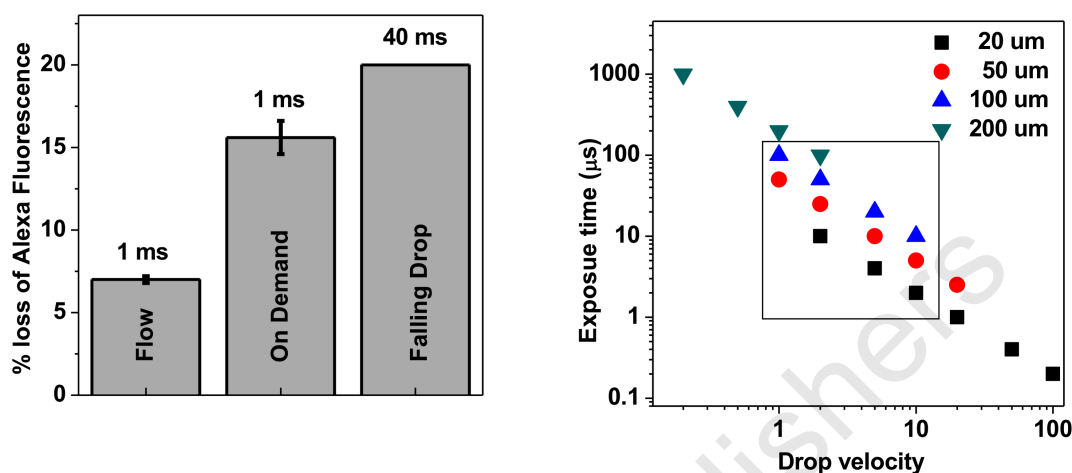 % loss of Alexa Fluorescence
20
15
10
5
0
1 ms
1 ms
40 ms
Flow
On Demand
Falling Drop
20 um
50 um
100 um
200 um
Exposue time (µs)
1000
100
10
1
0.1
1
10
100
Drop velocity
lishers